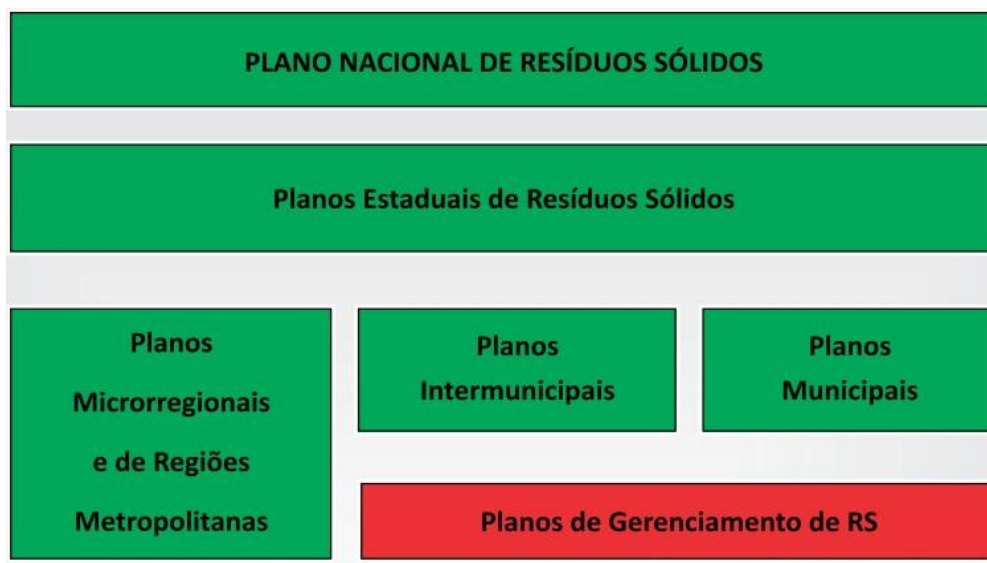 PLANO NACIONAL DE RESÍDUOS SÓLIDOS
Planos Estaduais de Resíduos Sólidos
Planos
Microrregionais
e de Regiões
Metropolitanas
Planos
Intermunicipais
Planos
Municipais
Planos de Gerenciamento de RS